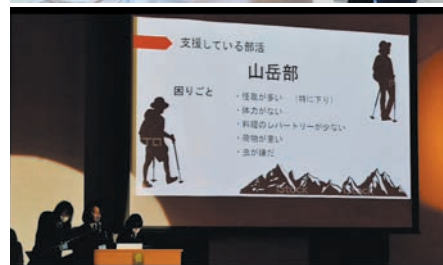 支援している部活
山岳部
困りごと
・怪我が多い （特に下り）
・体力がない
・料理のレパートリーが少ない
・荷物が重い
・虫が嫌だ